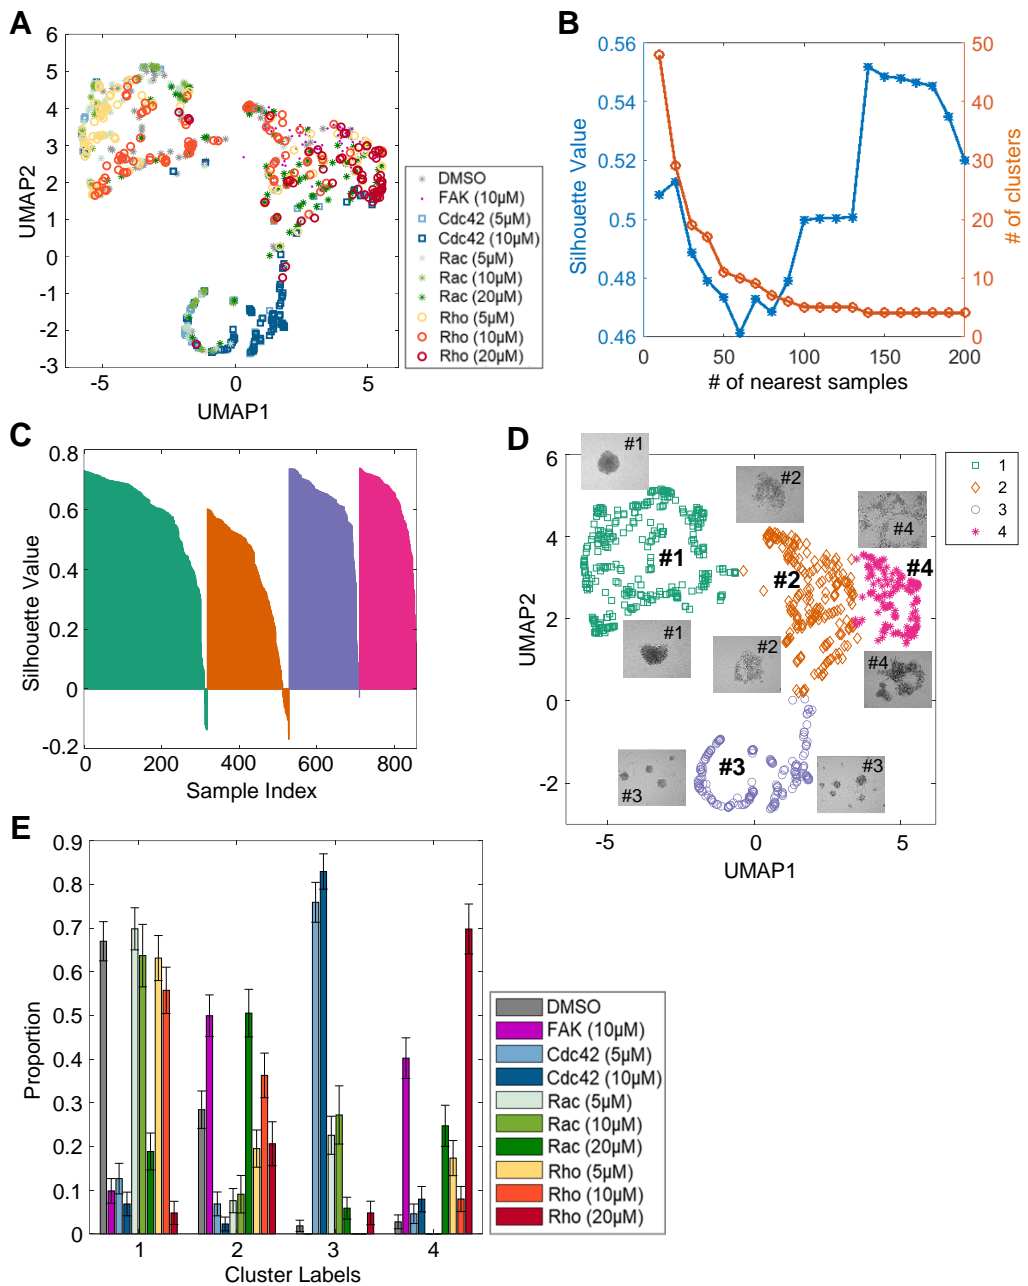 A
6
5
4
3
2
1
0
-1
-2
-3
UMAP2
-5
0
5
UMAP1
DMSO
FAK (10µM)
Cdc42 (5µM)
Cdc42 (10µM)
Rac (5µM)
Rac (10µM)
Rac (20µM)
Rho (5µM)
Rho (10µM)
Rho (20µM)
B
0.56
0.54
0.52
0.5
0.48
0.46
Silhouette Value
50
40
30
20
10
0
# of clusters
0
50
100
150
200
# of nearest samples
C
0.8
0.6
0.4
0.2
0
-0.2
Silhouette Value
0
200
400
600
800
Sample Index
D
6
4
2
0
-2
UMAP2
-5
0
5
UMAP1
#1
#2
#4
#1
#2
#4
#1
#2
#4
#3
#3
#3
1
2
3
4
E
0.9
0.8
0.7
0.6
0.5
0.4
0.3
0.2
0.1
0
Proportion
1
2
3
4
Cluster Labels
DMSO
FAK (10µM)
Cdc42 (5µM)
Cdc42 (10µM)
Rac (5µM)
Rac (10µM)
Rac (20µM)
Rho (5µM)
Rho (10µM)
Rho (20µM)